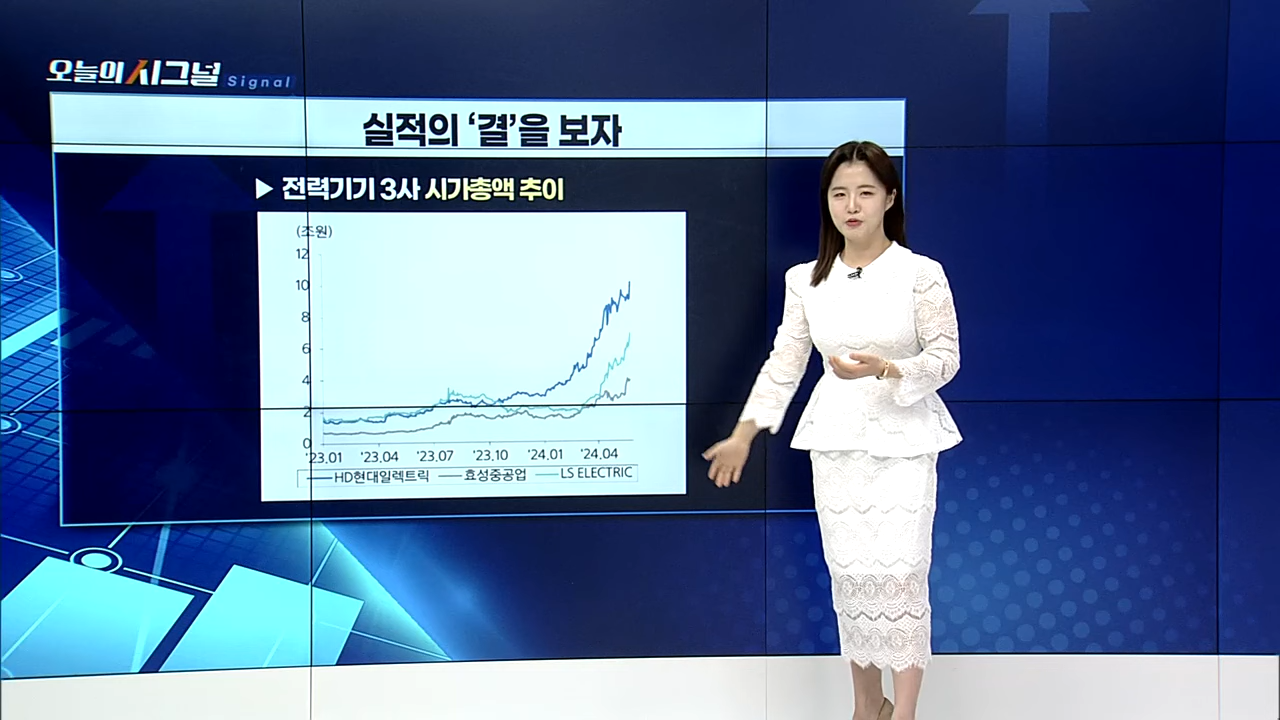 오늘의 시그널 Signal
실적의 ‘결’을 보자
▶ 전력기기 3사 시가총액 추이
(조원)
12
10
8
6
4
2
0
'23.01 '23.04 '23.07 '23.10 '24.01 '24.04
HD현대일렉트릭 효성중공업 LS ELECTRIC